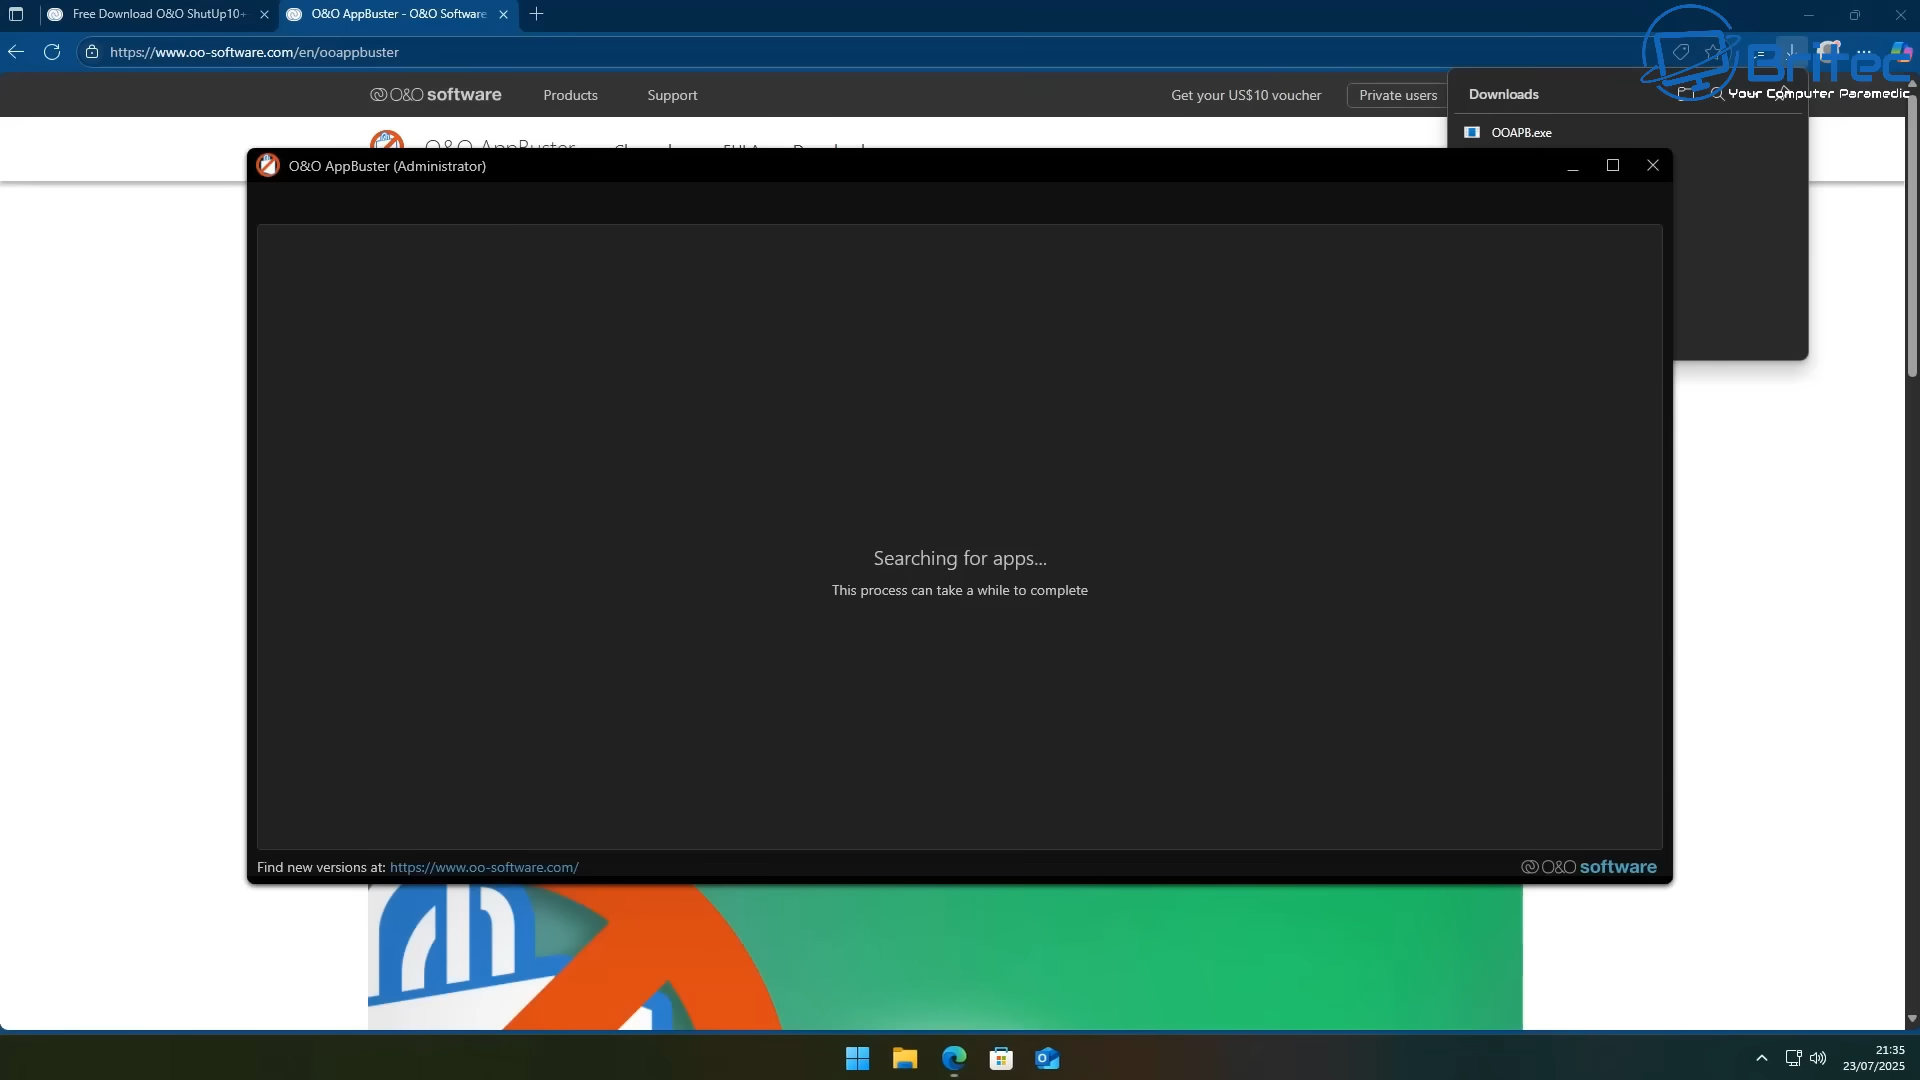 Free Download O&O ShutUp10+
O&O AppBuster - O&O Software
https://www.oo-software.com/en/ooappbuster
Britec
Your Computer Paramedic
O&O software
Products
Support
Get your US$10 voucher
Private users
Downloads
OOAPB.exe
O&O AppBuster
O&O AppBuster (Administrator)
Searching for apps...
This process can take a while to complete
Find new versions at: https://www.oo-software.com/
O&O software
21:35
23/07/2025